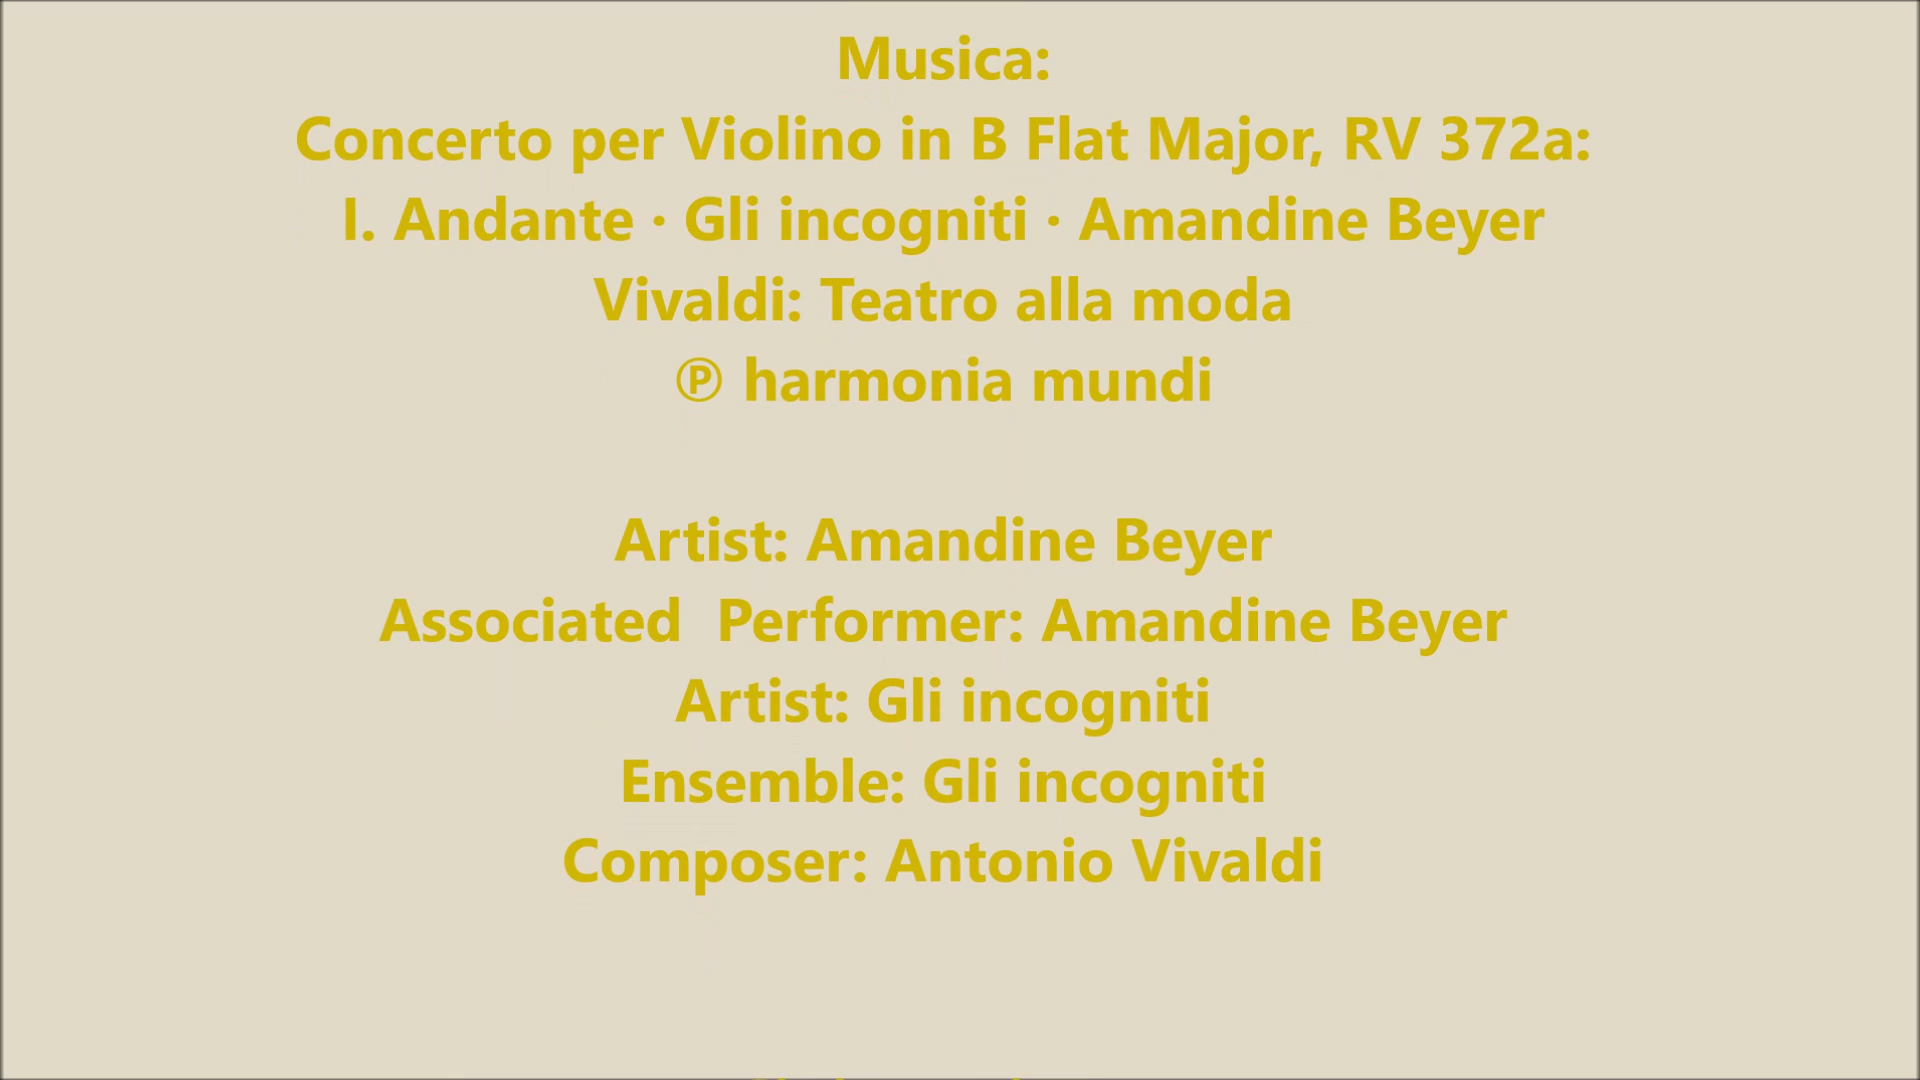 Musica:
Concerto per Violino in B Flat Major, RV 372a:
I. Andante · Gli incogniti · Amandine Beyer
Vivaldi: Teatro alla moda
℗ harmonia mundi
Artist: Amandine Beyer
Associated  Performer: Amandine Beyer
Artist: Gli incogniti
Ensemble: Gli incogniti
Composer: Antonio Vivaldi